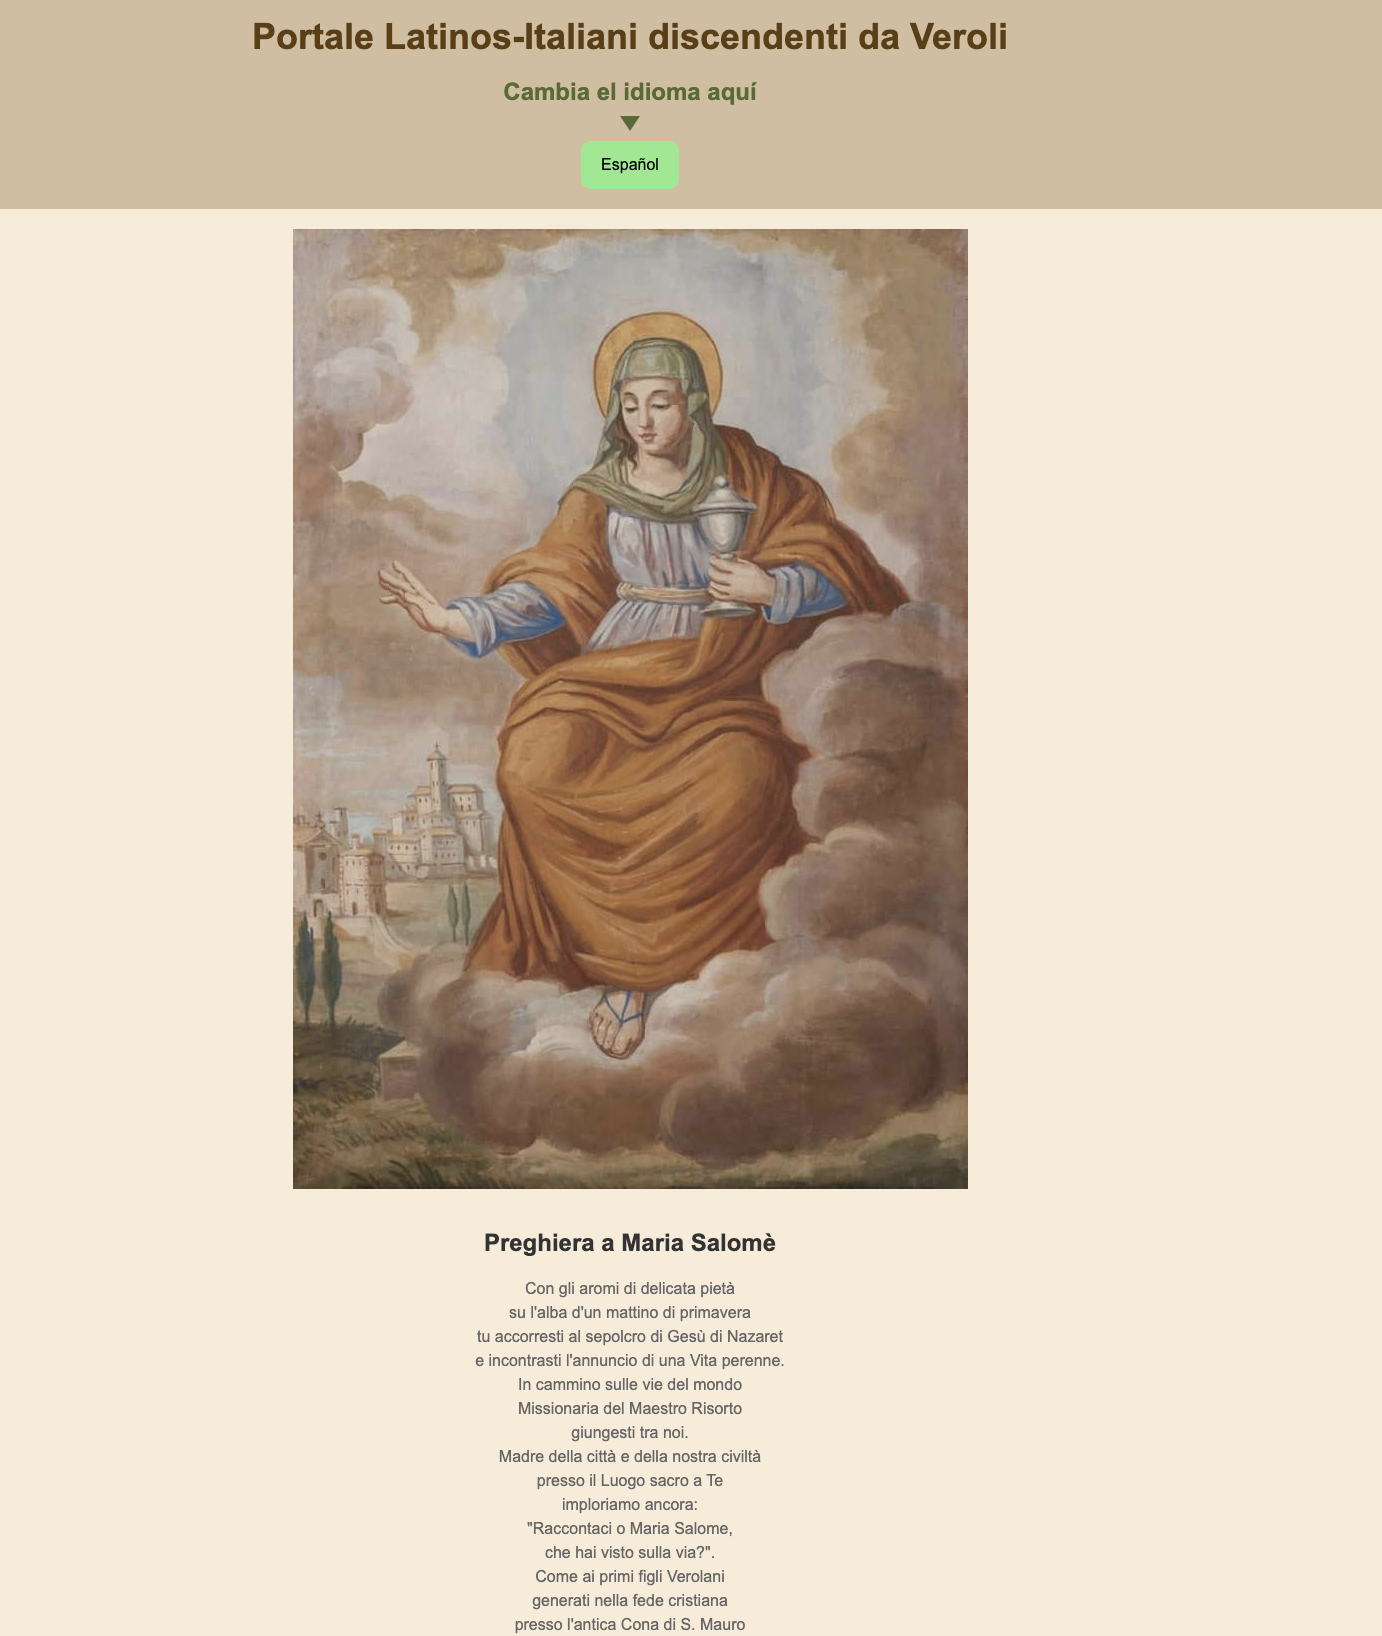 Portale Latinos-Italiani discendenti da Veroli
Cambia el idioma aquí
Español
Preghiera a Maria Salomè
Con gli aromi di delicata pietà
su l'alba d'un mattino di primavera
tu accorresti al sepolcro di Gesù di Nazaret
e incontrasti l'annuncio di una Vita perenne.
In cammino sulle vie del mondo
Missionaria del Maestro Risorto
giungesti tra noi.
Madre della città e della nostra civiltà
presso il Luogo sacro a Te
imploriamo ancora:
"Raccontaci o Maria Salome,
che hai visto sulla via?".
Come ai primi figli Verolani
generati nella fede cristiana
presso l'antica Cona di S. Mauro